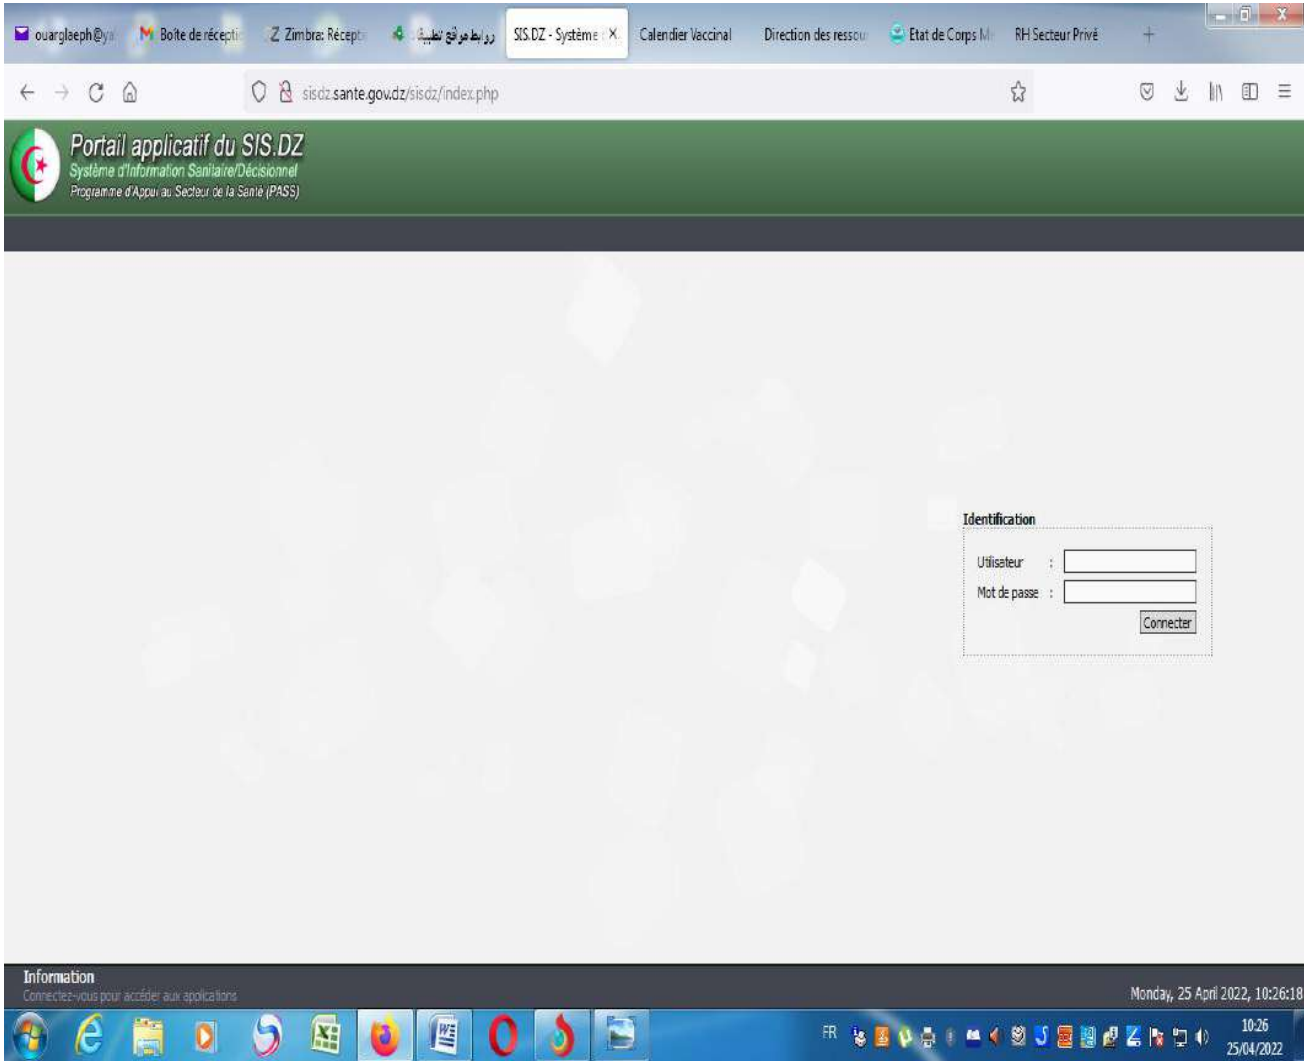 ouarglaeph@ya
Boîte de réceptio
Zimbra: Récept
روابط مواقع تطبيقية
SIS.DZ - Système
Calendier Vaccinal
Direction des ressou
Etat de Corps M
RH Secteur Privé
sisdz.sante.gov.dz/sisdz/index.php
Portail applicatif du SIS.DZ
Système d'Information Sanitaire/Décisionnel
Programme d'Appui au Secteur de la Santé (PASS)
Identification
Utilisateur :
Mot de passe :
Connecter
Information
Connectez-vous pour accéder aux applications
Monday, 25 April 2022, 10:26:18
FR
10:26
25/04/2022